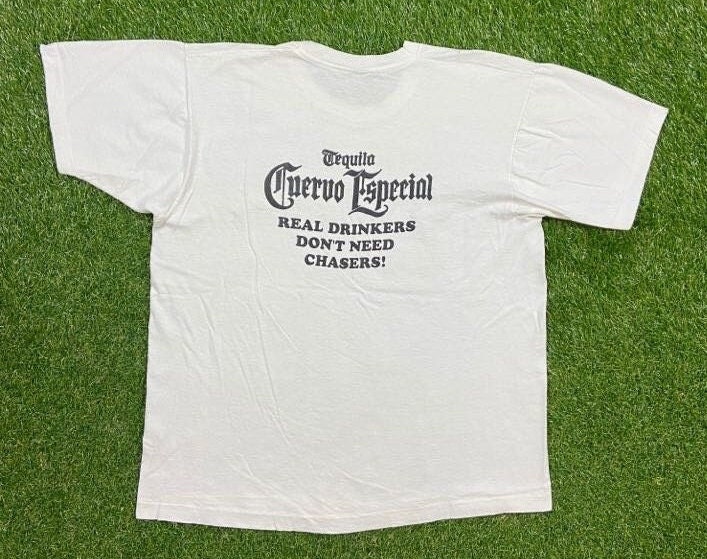 Tequila
Cuervo Especial
REAL DRINKERS
DON'T NEED
CHASERS!